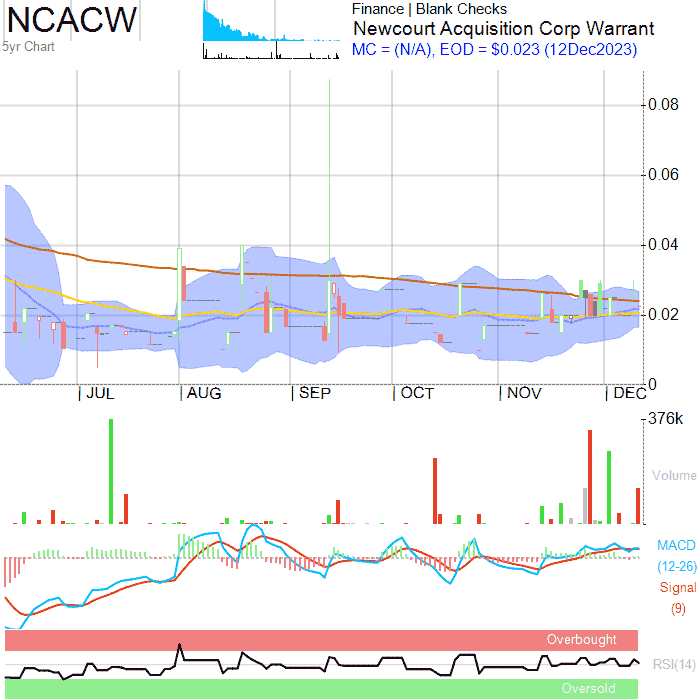 NCACW
5yr Chart
Finance | Blank Checks
Newcourt Acquisition Corp Warrant
MC = (N/A), EOD = $0.023 (12Dec2023)
0.08
0.06
0.04
0.02
0
| JUL | AUG | SEP | OCT | NOV | DEC
376k
Volume
MACD
(12-26)
Signal
(9)
Overbought
RSI(14)
Oversold